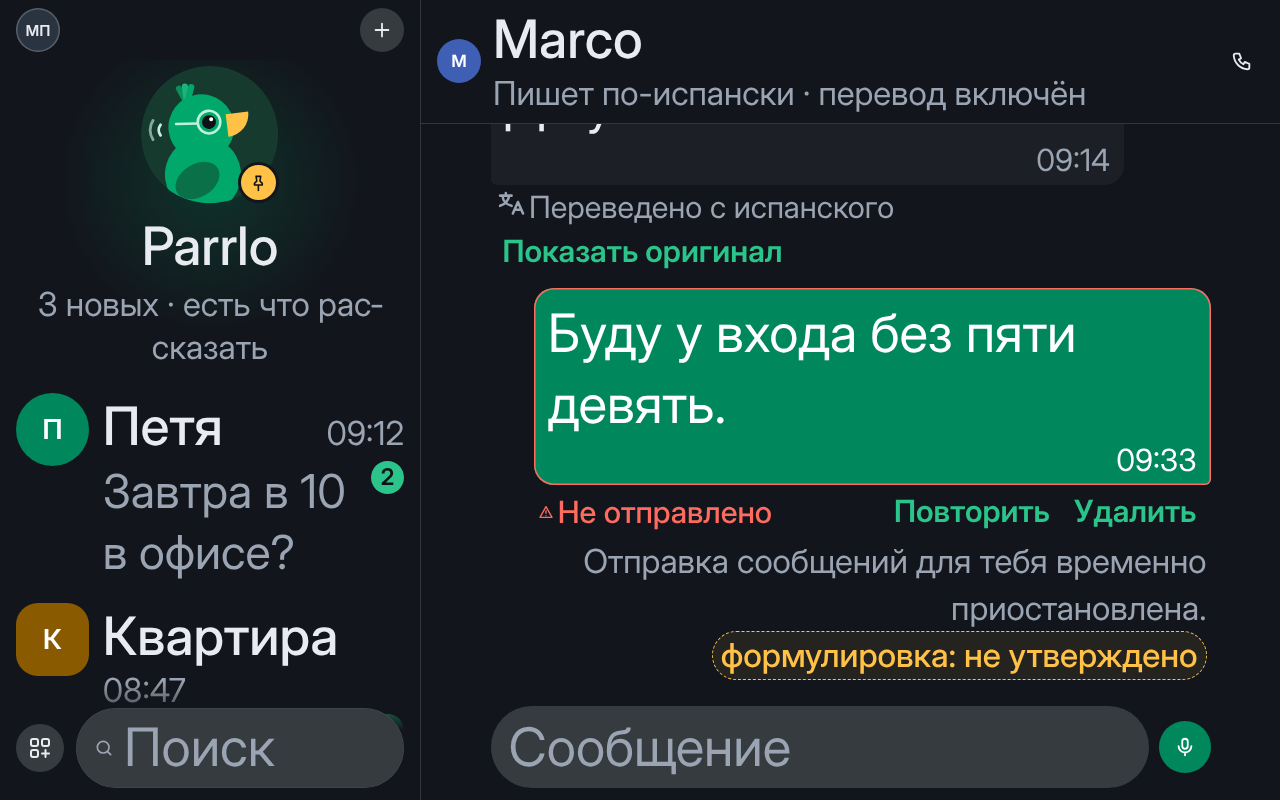 МП
Parrlo
3 новых · есть что рас-
сказать
П
Петя
09:12
Завтра в 10
2
в офисе?
К
Квартира
08:47
Поиск
M
Marco
Пишет по-испански · перевод включён
09:14
Переведено с испанского
Показать оригинал
Буду у входа без пяти
девять.
09:33
Не отправлено
Повторить
Удалить
Отправка сообщений для тебя временно
приостановлена.
формулировка: не утверждено
Сообщение